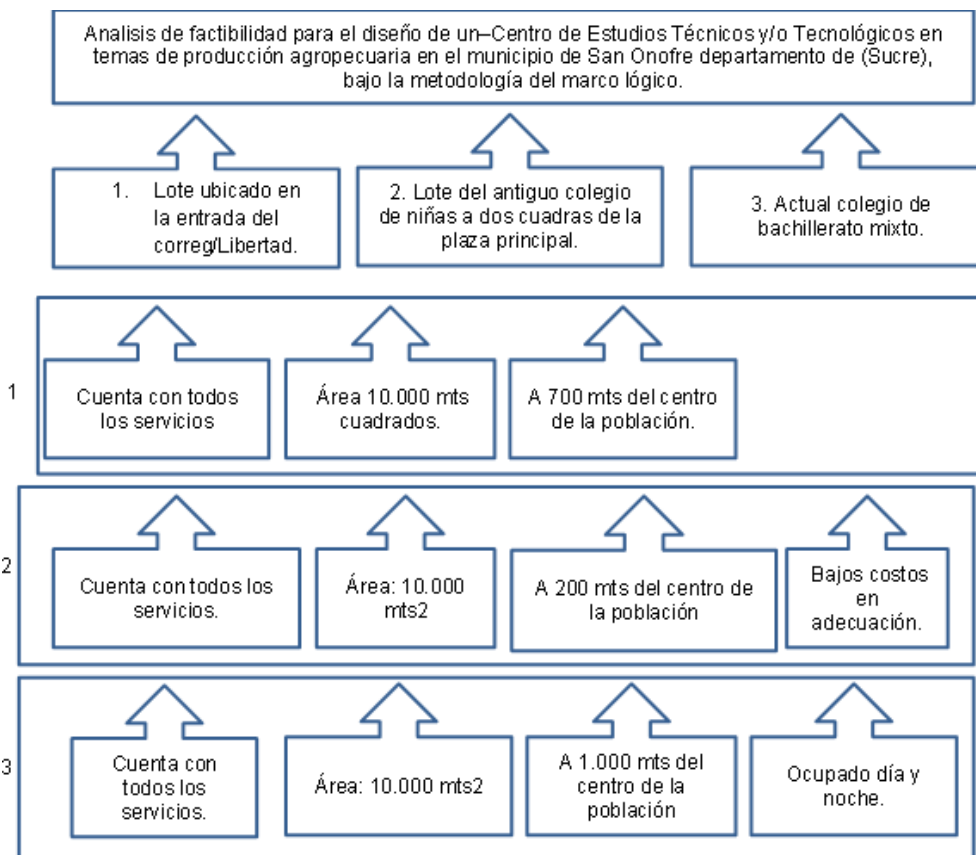 Analisis de factibilidad para el diseño de un–Centro de Estudios Técnicos y/o Tecnológicos en
temas de producción agropecuaria en el municipio de San Onofre departamento de (Sucre),
bajo la metodología del marco lógico.
1. Lote ubicado en
la entrada del
correg/Libertad.
2. Lote del antiguo colegio
de niñas a dos cuadras de la
plaza principal.
3. Actual colegio de
bachillerato mixto.
1
Cuenta con todos
los servicios
Área 10.000 mts
cuadrados.
A 700 mts del centro
de la población.
2
Cuenta con todos los
servicios.
Área: 10.000
mts2
A 200 mts del centro de
la población
Bajos costos
en
adecuación.
3
Cuenta con
todos los
servicios.
Área: 10.000 mts2
A 1.000 mts del
centro de la
población
Ocupado día y
noche.